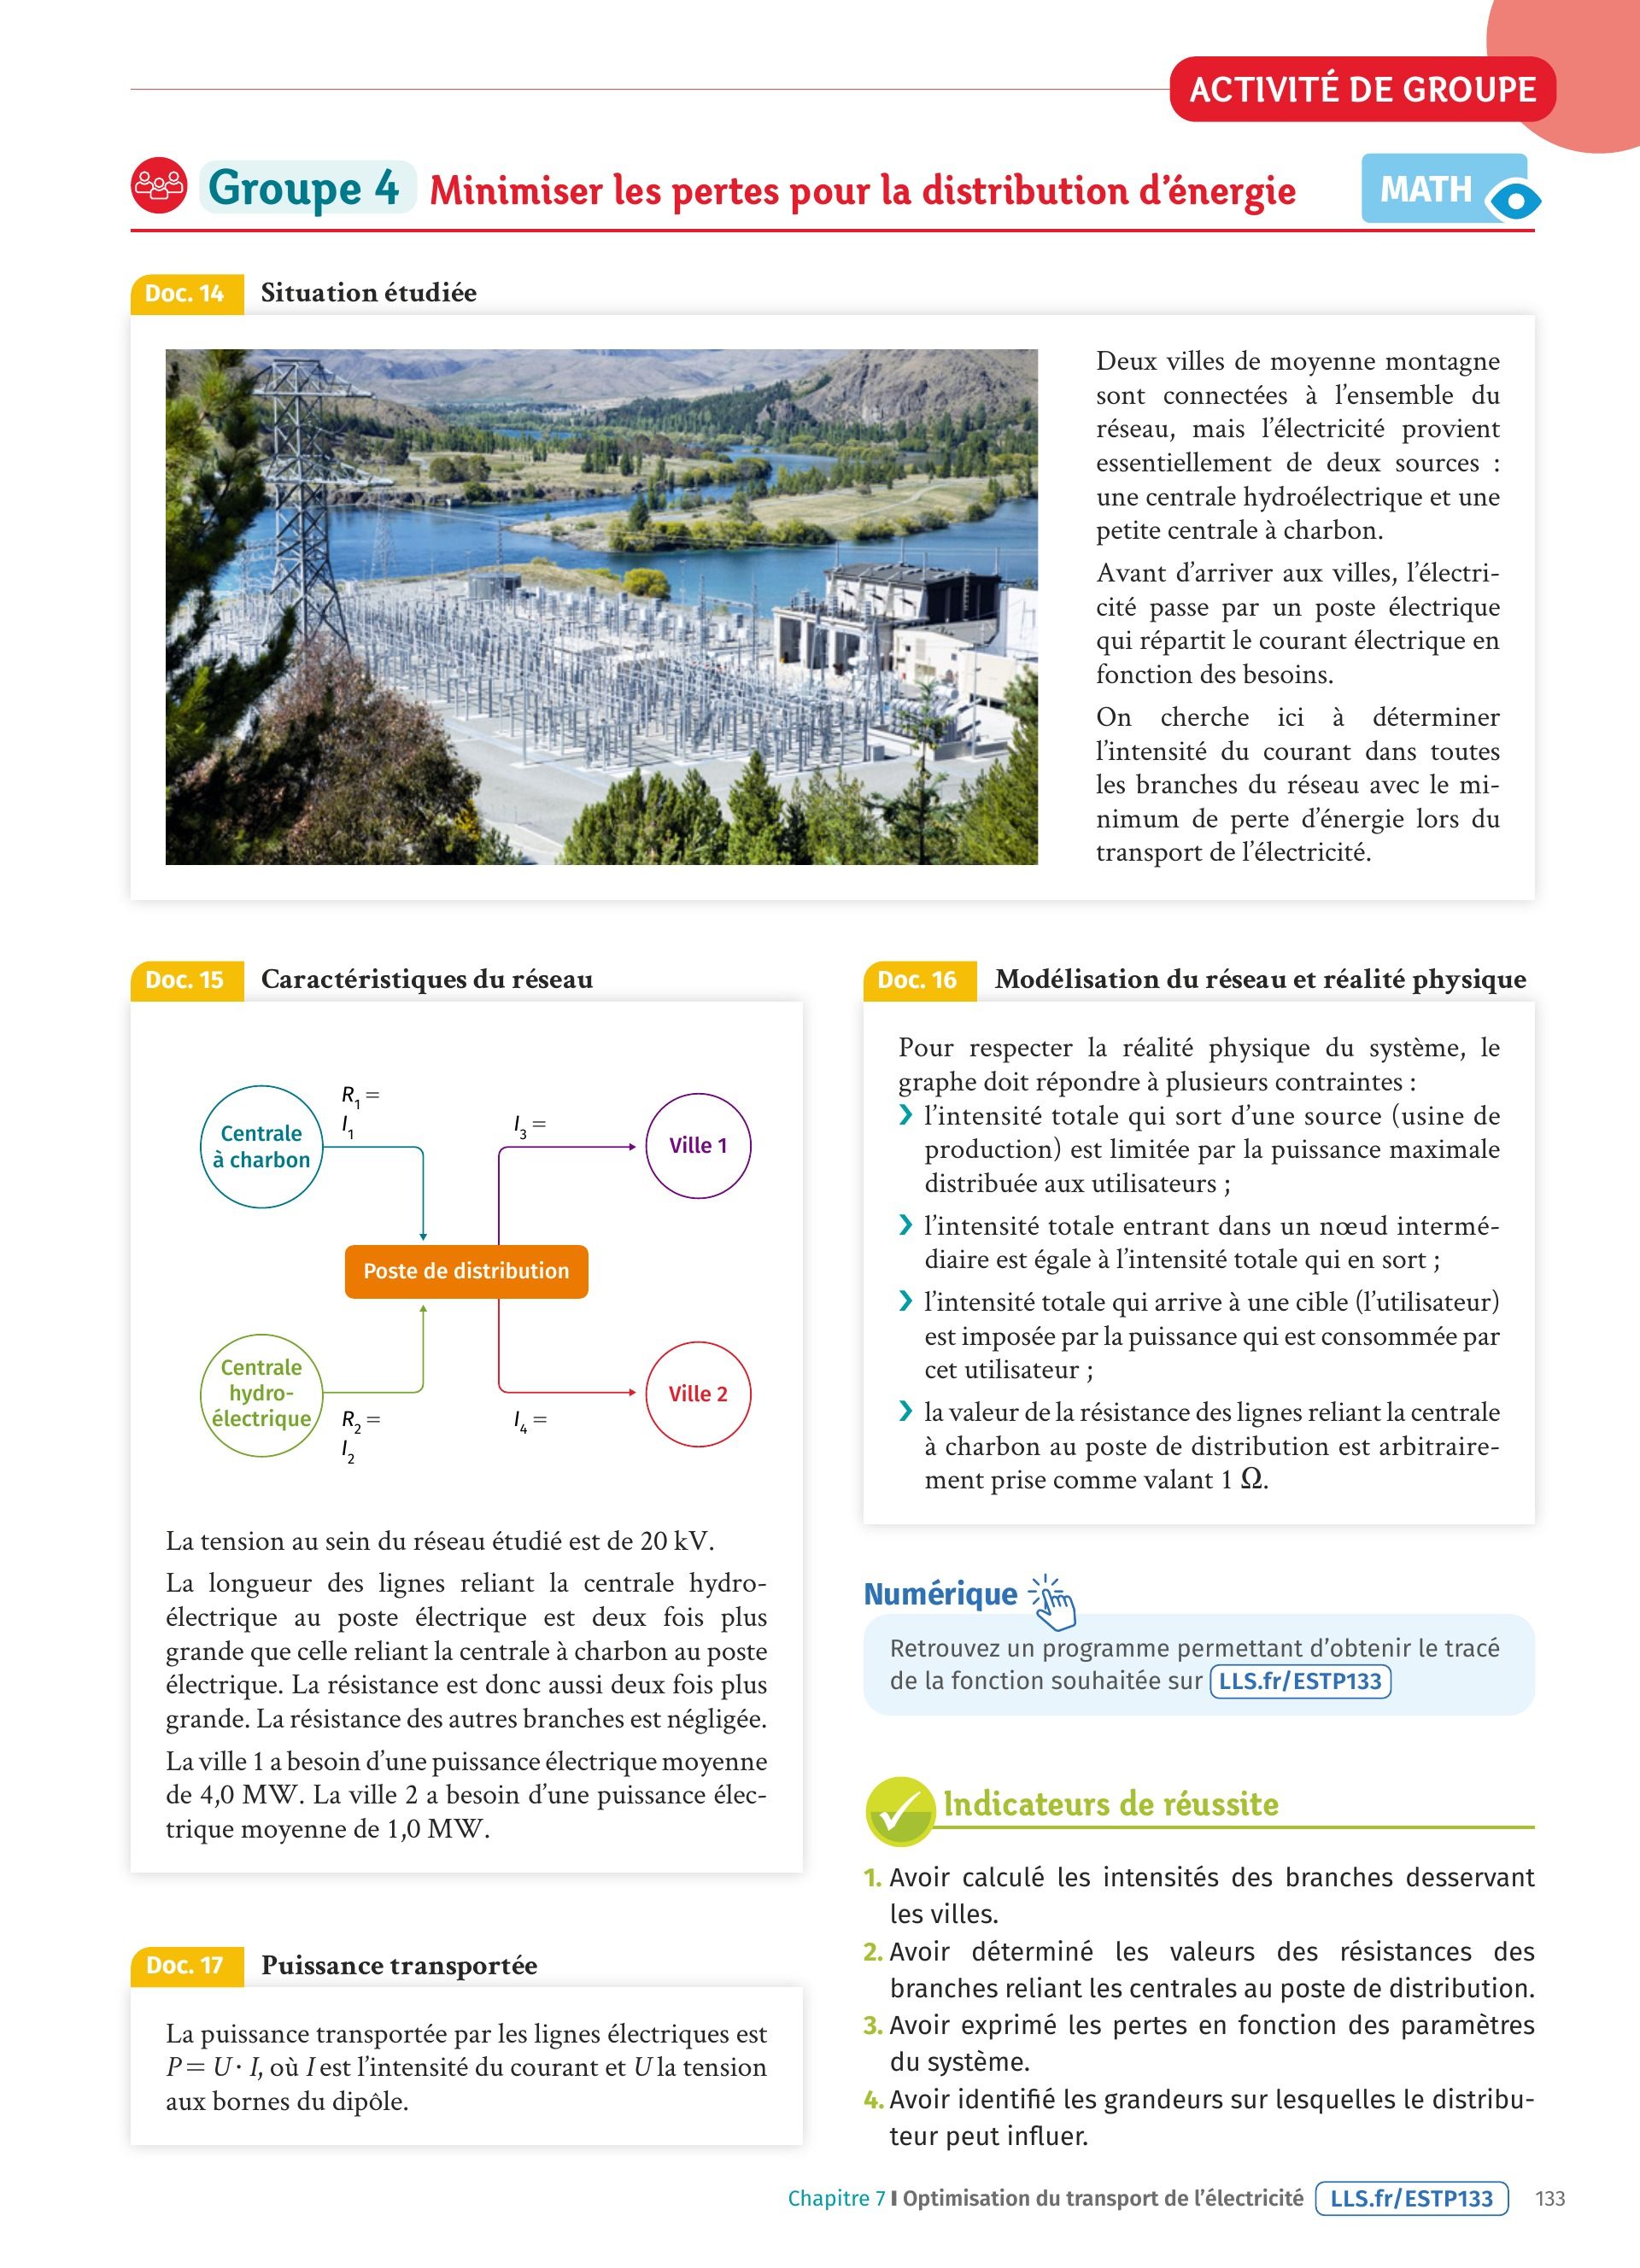 ACTIVITÉ DE GROUPE
Groupe 4 Minimiser les pertes pour la distribution d'énergie
MATH
Doc. 14 Situation étudiée
Deux villes de moyenne montagne
sont connectées à l'ensemble du
réseau, mais l'électricité provient
essentiellement de deux sources :
une centrale hydroélectrique et une
petite centrale à charbon.
Avant d'arriver aux villes, l'électri-
cité passe par un poste électrique
qui répartit le courant électrique en
fonction des besoins.
On cherche ici à déterminer
l'intensité du courant dans toutes
les branches du réseau avec le mi-
nimum de perte d'énergie lors du
transport de l'électricité.
Doc. 15 Caractéristiques du réseau
Centrale
à charbon
R₁ =
I₁
I₃ =
Ville 1
Poste de distribution
Centrale
hydro-
électrique
R₂ =
I₂
I₄ =
Ville 2
La tension au sein du réseau étudié est de 20 kV.
La longueur des lignes reliant la centrale hydro-
électrique au poste électrique est deux fois plus
grande que celle reliant la centrale à charbon au poste
électrique. La résistance est donc aussi deux fois plus
grande. La résistance des autres branches est négligée.
La ville 1 a besoin d'une puissance électrique moyenne
de 4,0 MW. La ville 2 a besoin d'une puissance élec-
trique moyenne de 1,0 MW.
Doc. 17 Puissance transportée
La puissance transportée par les lignes électriques est
P = U · I, où I est l'intensité du courant et U la tension
aux bornes du dipôle.
Doc. 16 Modélisation du réseau et réalité physique
Pour respecter la réalité physique du système, le
graphe doit répondre à plusieurs contraintes :
❯ l'intensité totale qui sort d'une source (usine de
production) est limitée par la puissance maximale
distribuée aux utilisateurs ;
❯ l'intensité totale entrant dans un nœud intermé-
diaire est égale à l'intensité totale qui en sort ;
❯ l'intensité totale qui arrive à une cible (l'utilisateur)
est imposée par la puissance qui est consommée par
cet utilisateur ;
❯ la valeur de la résistance des lignes reliant la centrale
à charbon au poste de distribution est arbitraire-
ment prise comme valant 1 Ω.
Numérique
Retrouvez un programme permettant d'obtenir le tracé
de la fonction souhaitée sur LLS.fr/ESTP133
Indicateurs de réussite
1. Avoir calculé les intensités des branches desservant
les villes.
2. Avoir déterminé les valeurs des résistances des
branches reliant les centrales au poste de distribution.
3. Avoir exprimé les pertes en fonction des paramètres
du système.
4. Avoir identifié les grandeurs sur lesquelles le distribu-
teur peut influer.
Chapitre 7 I Optimisation du transport de l'électricité LLS.fr/ESTP133 133